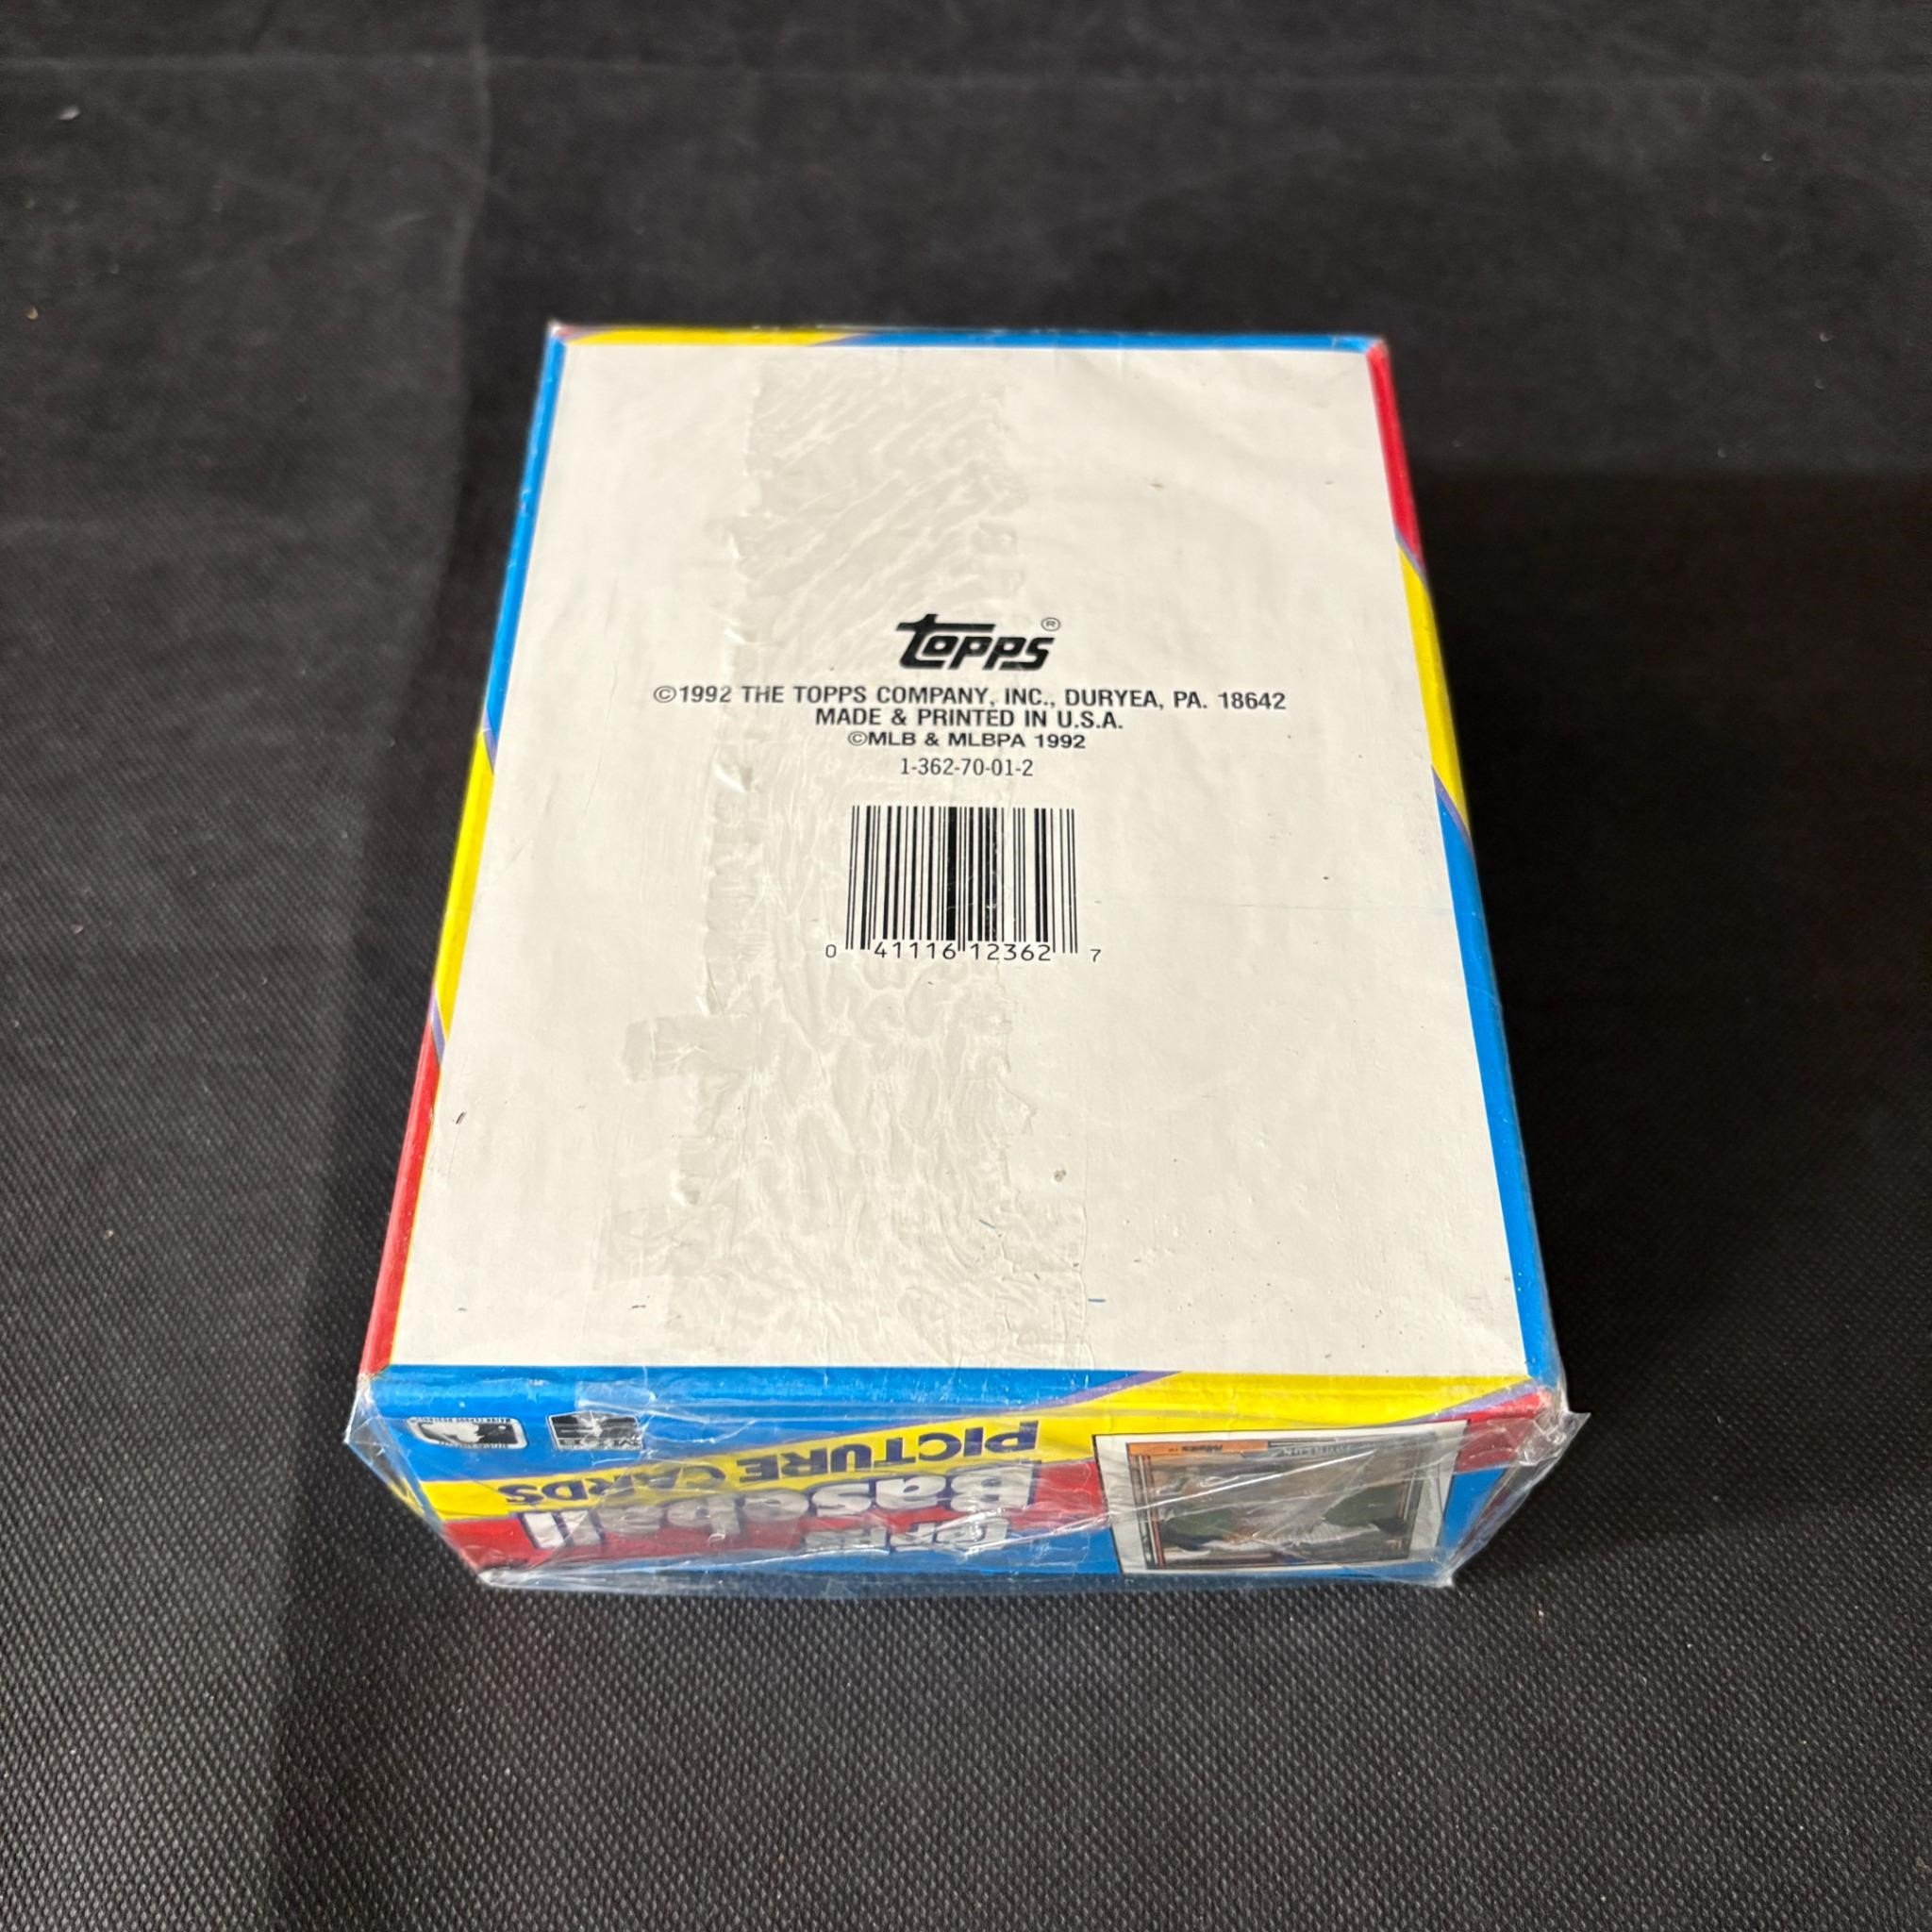 topps®
©1992 THE TOPPS COMPANY, INC., DURYEA, PA. 18642
MADE & PRINTED IN U.S.A.
©MLB & MLBPA 1992
1-362-70-01-2
0 41116 12362 7
PICTURE CARDS
Baseball